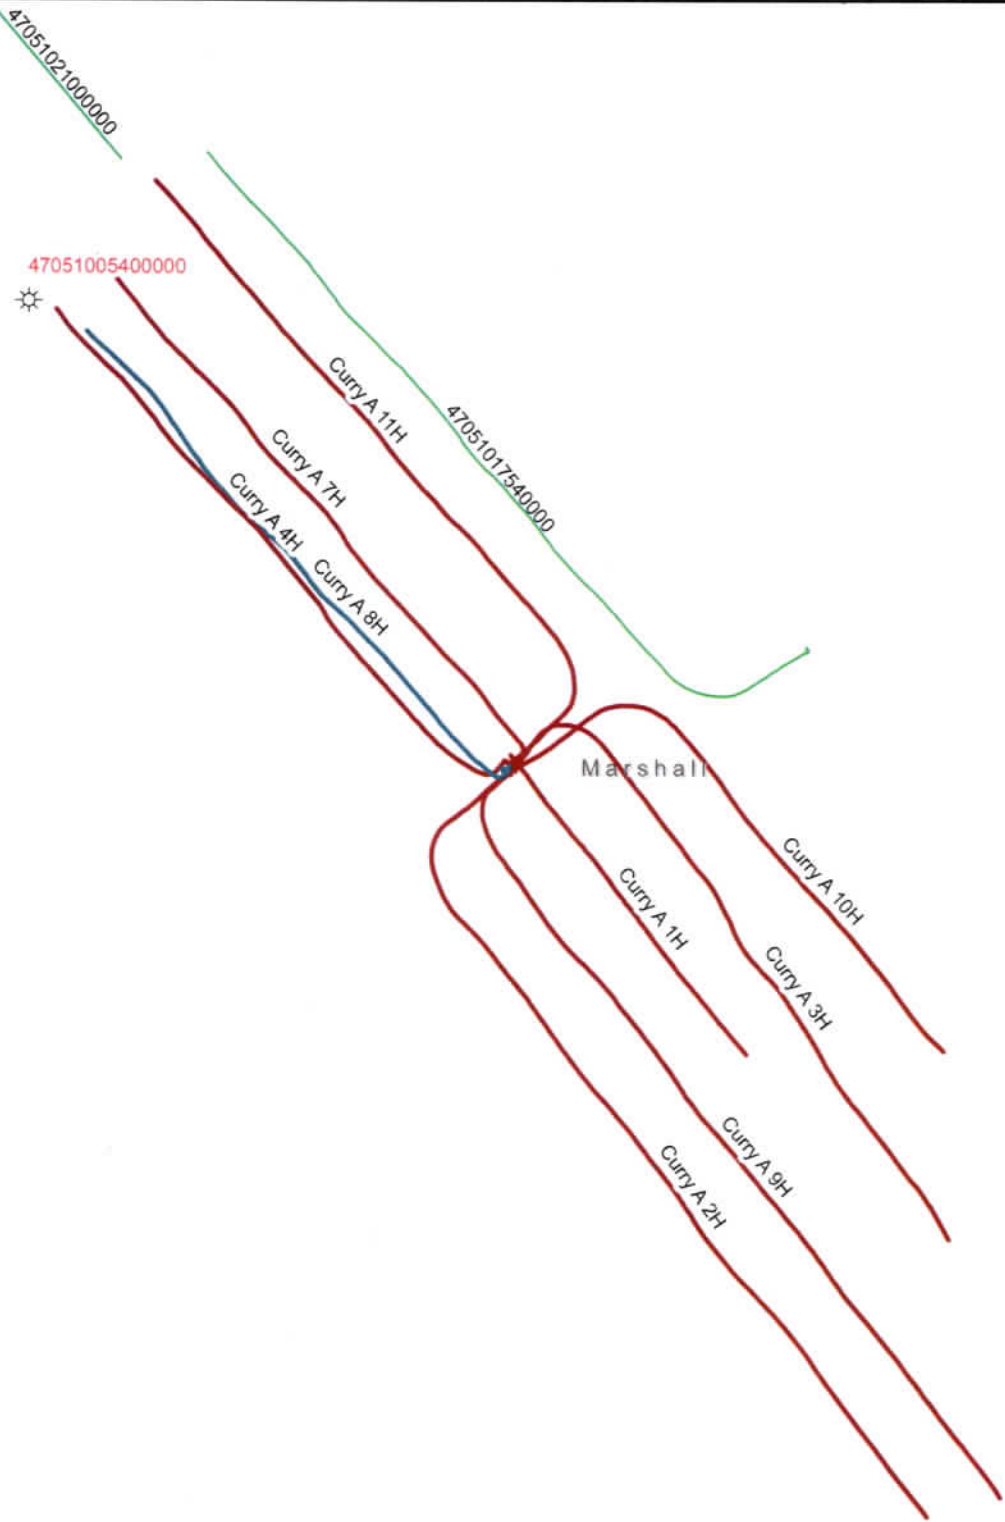 47051021000000
47051005400000
Curry A 11H
47051017540000
Curry A 7H
Curry A 4H
Curry A 8H
Marshall
Curry A 10H
Curry A 1H
Curry A 3H
Curry A 9H
Curry A 2H